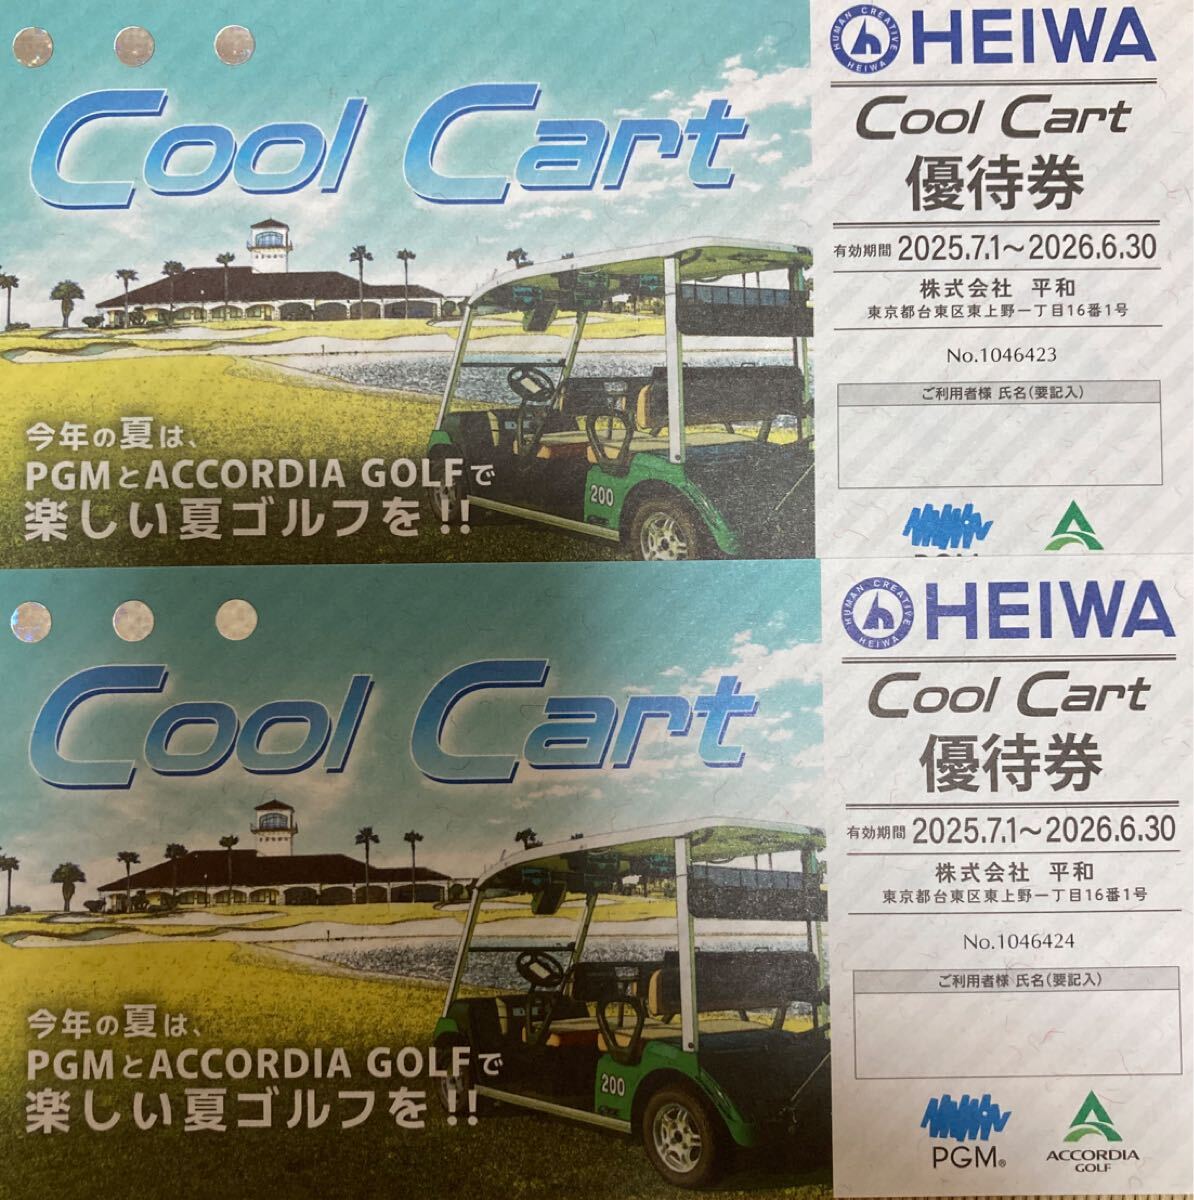 Cool Cart
今年の夏は、
PGMとACCORDIA GOLFで
楽しい夏ゴルフを!!
200
HUMAN CREATIVE HEIWA
HEIWA
Cool Cart
優待券
有効期間 2025.7.1～2026.6.30
株式会社 平和
東京都台東区東上野一丁目16番1号
No.1046423
ご利用者様 氏名(要記入)
PGM
Cool Cart
今年の夏は、
PGMとACCORDIA GOLFで
楽しい夏ゴルフを!!
200
HUMAN CREATIVE HEIWA
HEIWA
Cool Cart
優待券
有効期間 2025.7.1～2026.6.30
株式会社 平和
東京都台東区東上野一丁目16番1号
No.1046424
ご利用者様 氏名(要記入)
PGM®
ACCORDIA
GOLF